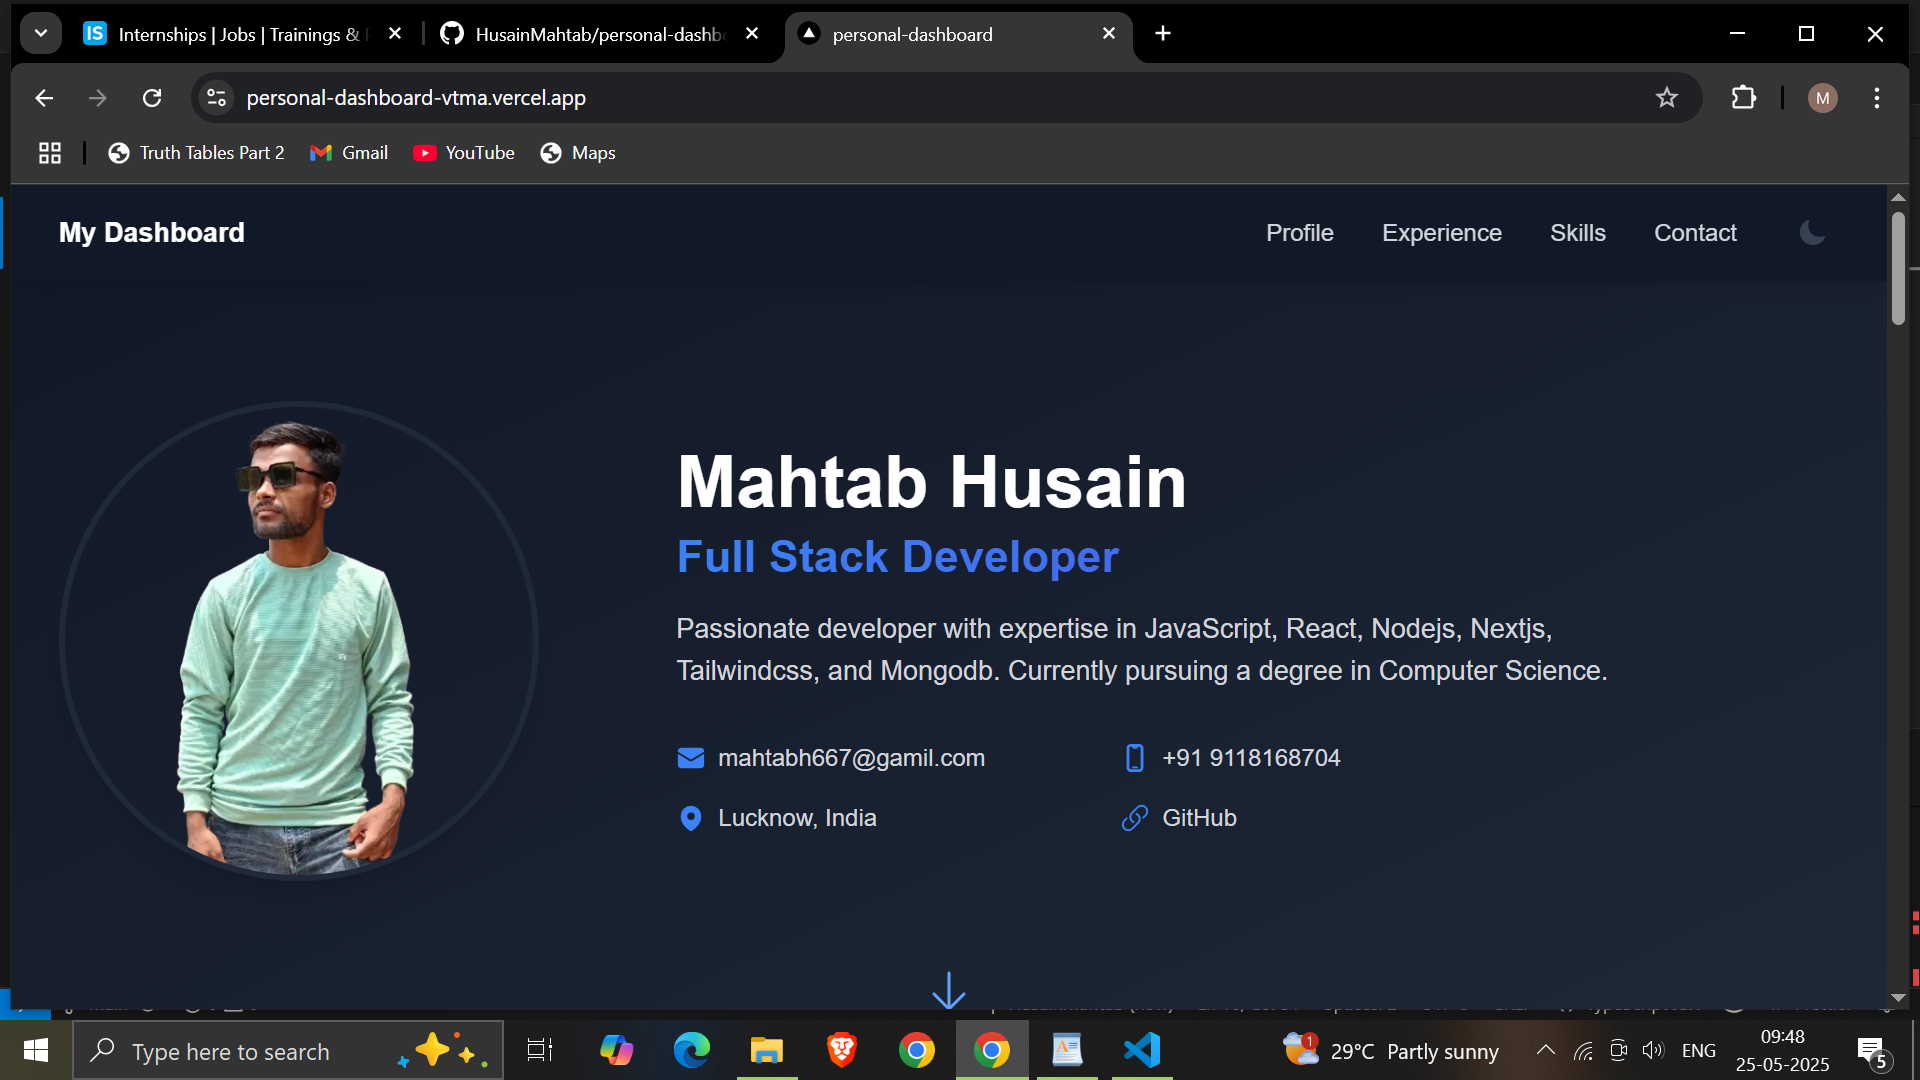 IS Internships | Jobs | Trainings &
HusainMahtab/personal-dashb
personal-dashboard
personal-dashboard-vtma.vercel.app
M
Truth Tables Part 2
Gmail
YouTube
Maps
My Dashboard
Profile
Experience
Skills
Contact
Mahtab Husain
Full Stack Developer
Passionate developer with expertise in JavaScript, React, Nodejs, Nextjs,
Tailwindcss, and Mongodb. Currently pursuing a degree in Computer Science.
mahtabh667@gamil.com
+91 9118168704
Lucknow, India
GitHub
Type here to search
1
29°C Partly sunny
ENG
09:48
25-05-2025
5